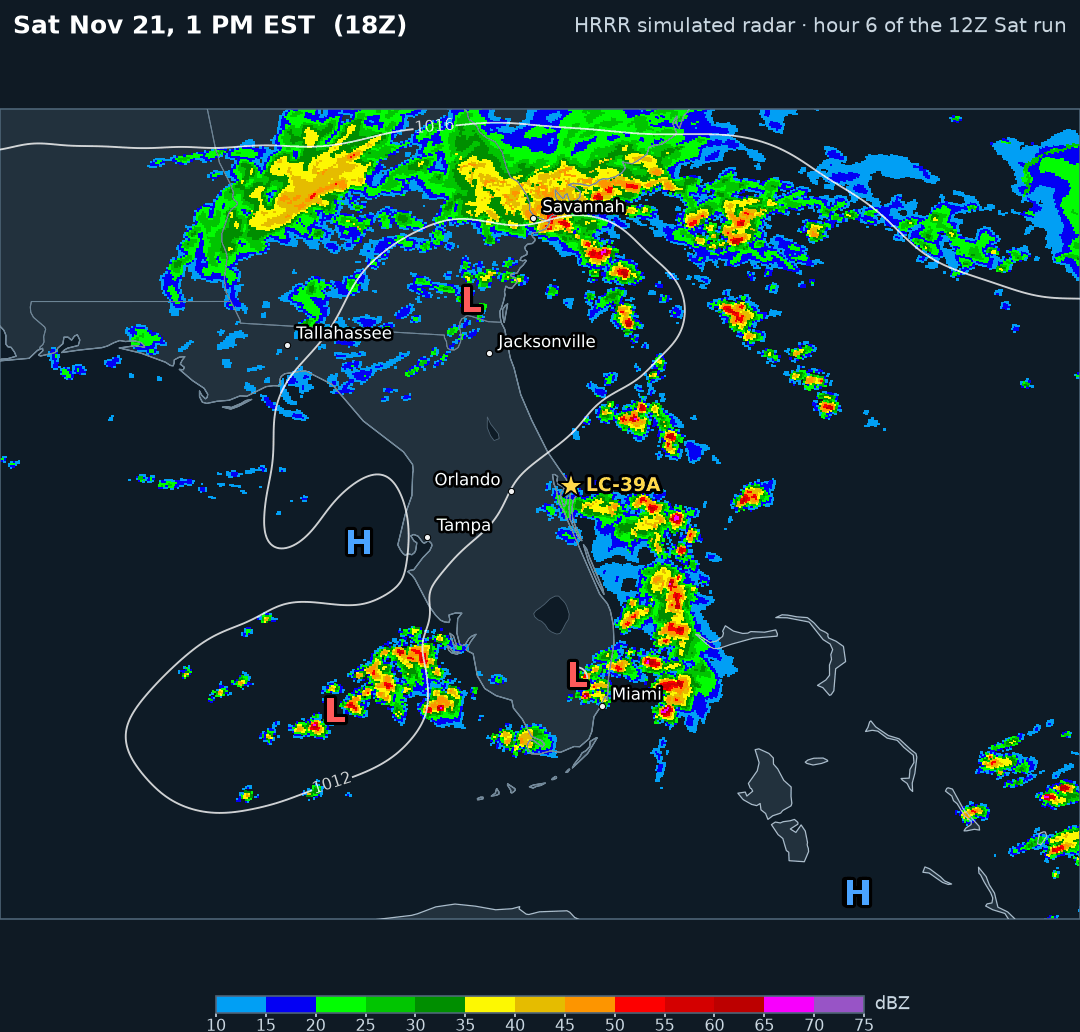 Sat Nov 21, 1 PM EST (18Z)
HRRR simulated radar · hour 6 of the 12Z Sat run
1016
Savannah
L
Tallahassee
Jacksonville
Orlando
LC-39A
Tampa
H
L
Miami
L
1012
H
dBZ
10 15 20 25 30 35 40 45 50 55 60 65 70 75